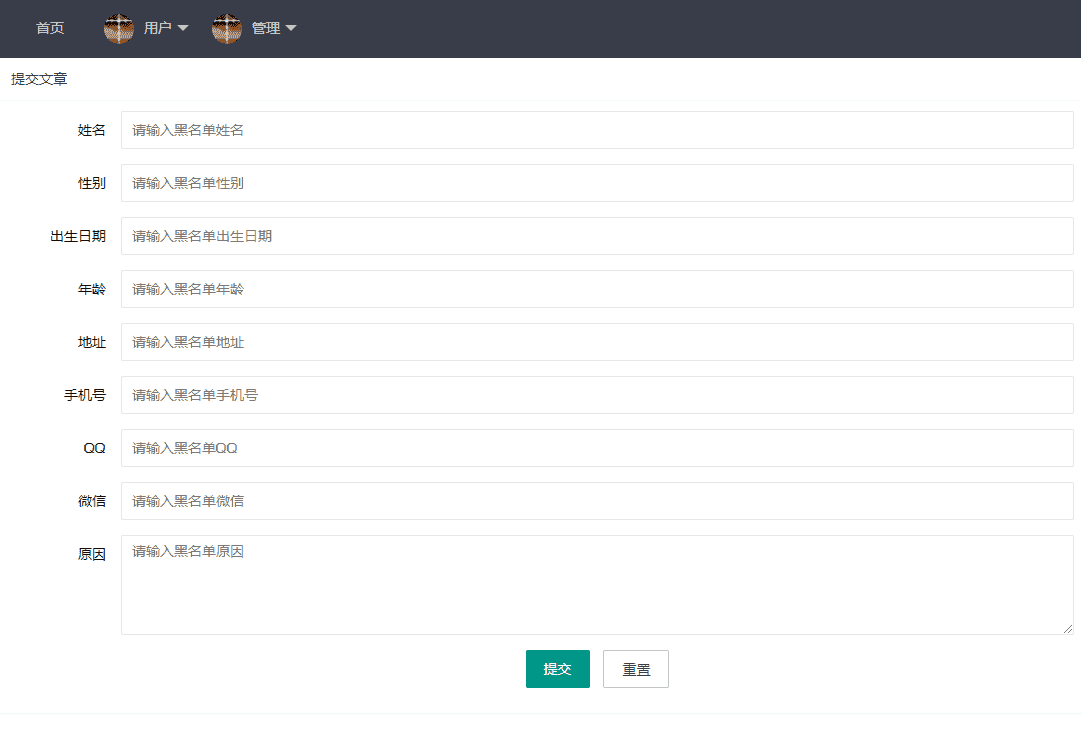 首页 用户 管理
提交文章
姓名 请输入黑名单姓名
性别 请输入黑名单性别
出生日期 请输入黑名单出生日期
年龄 请输入黑名单年龄
地址 请输入黑名单地址
手机号 请输入黑名单手机号
QQ 请输入黑名单QQ
微信 请输入黑名单微信
原因 请输入黑名单原因
提交 重置